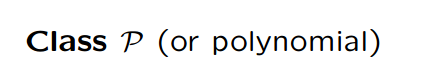 Class 𝒫 (or polynomial)